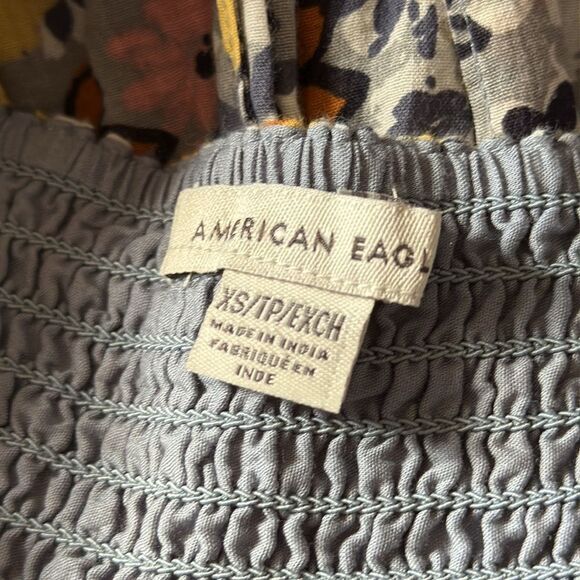 AMERICAN EAGL
XS/TP/EXCH
MADE IN INDIA
FABRIQUÉ EN
INDE